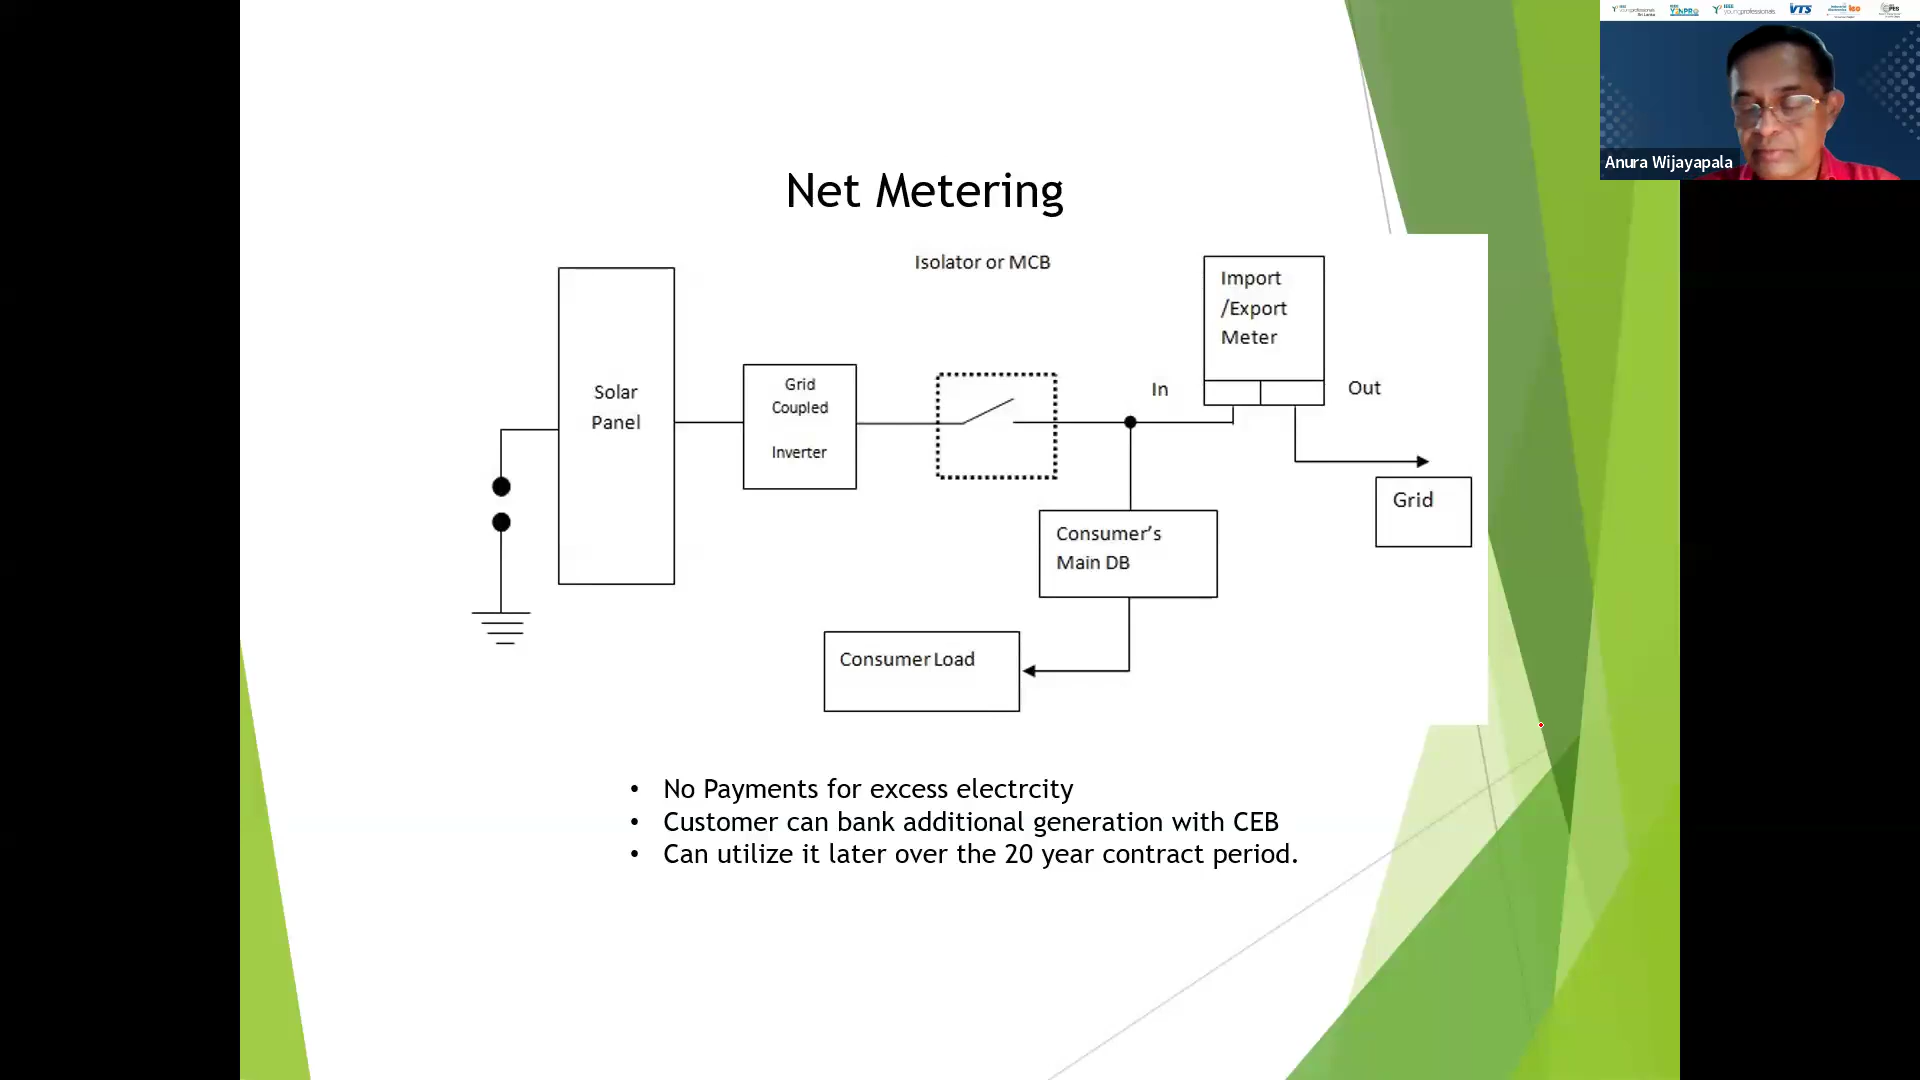 Net Metering
Isolator or MCB
Import
/Export
Meter
In
Out
Solar
Panel
Grid
Coupled
Inverter
Grid
Consumer's
Main DB
Consumer Load
• No Payments for excess electrcity
• Customer can bank additional generation with CEB
• Can utilize it later over the 20 year contract period.
youngprofessionals
VTS
Anura Wijayapala